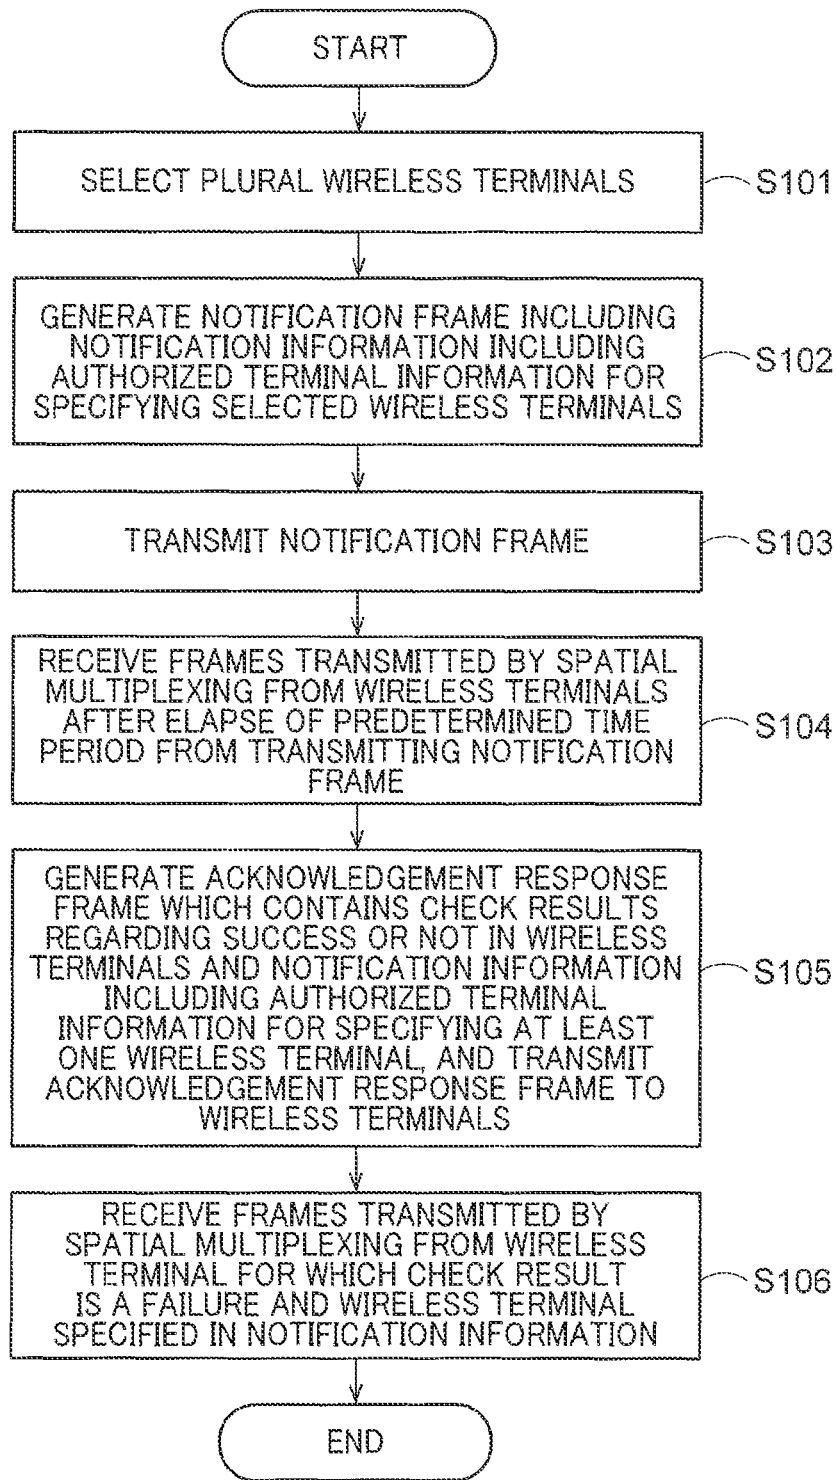 START
SELECT PLURAL WIRELESS TERMINALS
S101
GENERATE NOTIFICATION FRAME INCLUDING
NOTIFICATION INFORMATION INCLUDING
AUTHORIZED TERMINAL INFORMATION FOR
SPECIFYING SELECTED WIRELESS TERMINALS
S102
TRANSMIT NOTIFICATION FRAME
S103
RECEIVE FRAMES TRANSMITTED BY SPATIAL
MULTIPLEXING FROM WIRELESS TERMINALS
AFTER ELAPSE OF PREDETERMINED TIME
PERIOD FROM TRANSMITTING NOTIFICATION
FRAME
S104
GENERATE ACKNOWLEDGEMENT RESPONSE
FRAME WHICH CONTAINS CHECK RESULTS
REGARDING SUCCESS OR NOT IN WIRELESS
TERMINALS AND NOTIFICATION INFORMATION
INCLUDING AUTHORIZED TERMINAL
INFORMATION FOR SPECIFYING AT LEAST
ONE WIRELESS TERMINAL, AND TRANSMIT
ACKNOWLEDGEMENT RESPONSE FRAME TO
WIRELESS TERMINALS
S105
RECEIVE FRAMES TRANSMITTED BY
SPATIAL MULTIPLEXING FROM WIRELESS
TERMINAL FOR WHICH CHECK RESULT
IS A FAILURE AND WIRELESS TERMINAL
SPECIFIED IN NOTIFICATION INFORMATION
S106
END